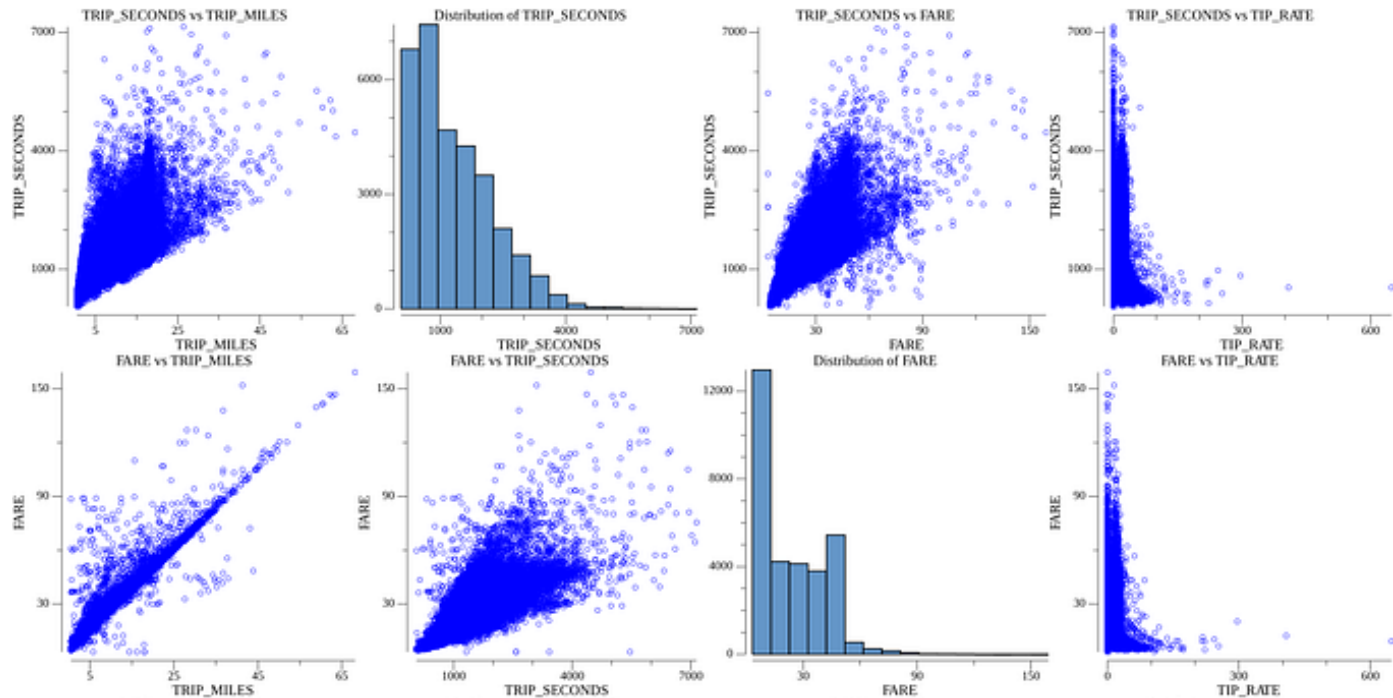 TRIP_SECONDS vs TRIP_MILES
7000
4000
1000
TRIP_SECONDS
5 25 45 65
TRIP_MILES
Distribution of TRIP_SECONDS
6000
3000
0
1000 4000 7000
TRIP_SECONDS
TRIP_SECONDS vs FARE
7000
4000
1000
TRIP_SECONDS
30 90 150
FARE
TRIP_SECONDS vs TIP_RATE
7000
4000
1000
TRIP_SECONDS
0 300 600
TIP_RATE
FARE vs TRIP_MILES
150
90
30
FARE
5 25 45 65
TRIP_MILES
FARE vs TRIP_SECONDS
150
90
30
FARE
1000 4000 7000
TRIP_SECONDS
Distribution of FARE
12000
8000
4000
0
30 90 150
FARE
FARE vs TIP_RATE
150
90
30
FARE
0 300 600
TIP_RATE